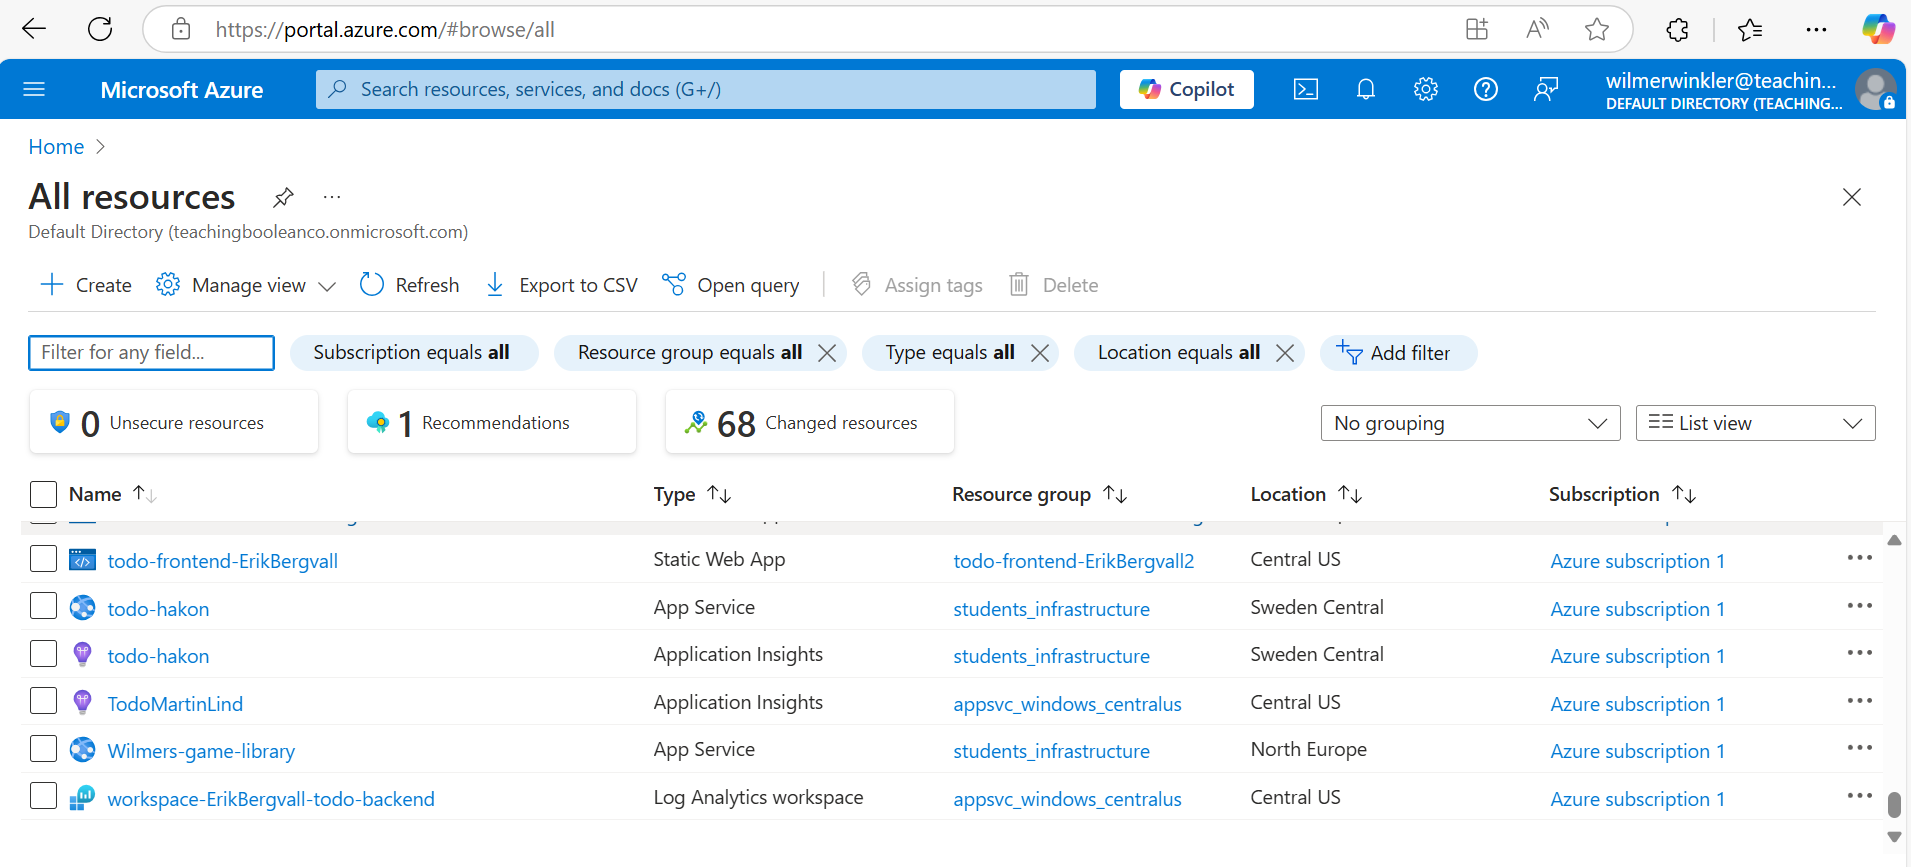 https://portal.azure.com/#browse/all
Microsoft Azure
Search resources, services, and docs (G+/)
Copilot
wilmerwinkler@teachin...
DEFAULT DIRECTORY (TEACHING...
Home
All resources
Default Directory (teachingbooleanco.onmicrosoft.com)
Create Manage view Refresh Export to CSV Open query Assign tags Delete
Filter for any field... Subscription equals all Resource group equals all Type equals all Location equals all Add filter
0 Unsecure resources 1 Recommendations 68 Changed resources No grouping List view
Name Type Resource group Location Subscription
todo-frontend-ErikBergvall Static Web App todo-frontend-ErikBergvall2 Central US Azure subscription 1
todo-hakon App Service students_infrastructure Sweden Central Azure subscription 1
todo-hakon Application Insights students_infrastructure Sweden Central Azure subscription 1
TodoMartinLind Application Insights appsvc_windows_centralus Central US Azure subscription 1
Wilmers-game-library App Service students_infrastructure North Europe Azure subscription 1
workspace-ErikBergvall-todo-backend Log Analytics workspace appsvc_windows_centralus Central US Azure subscription 1